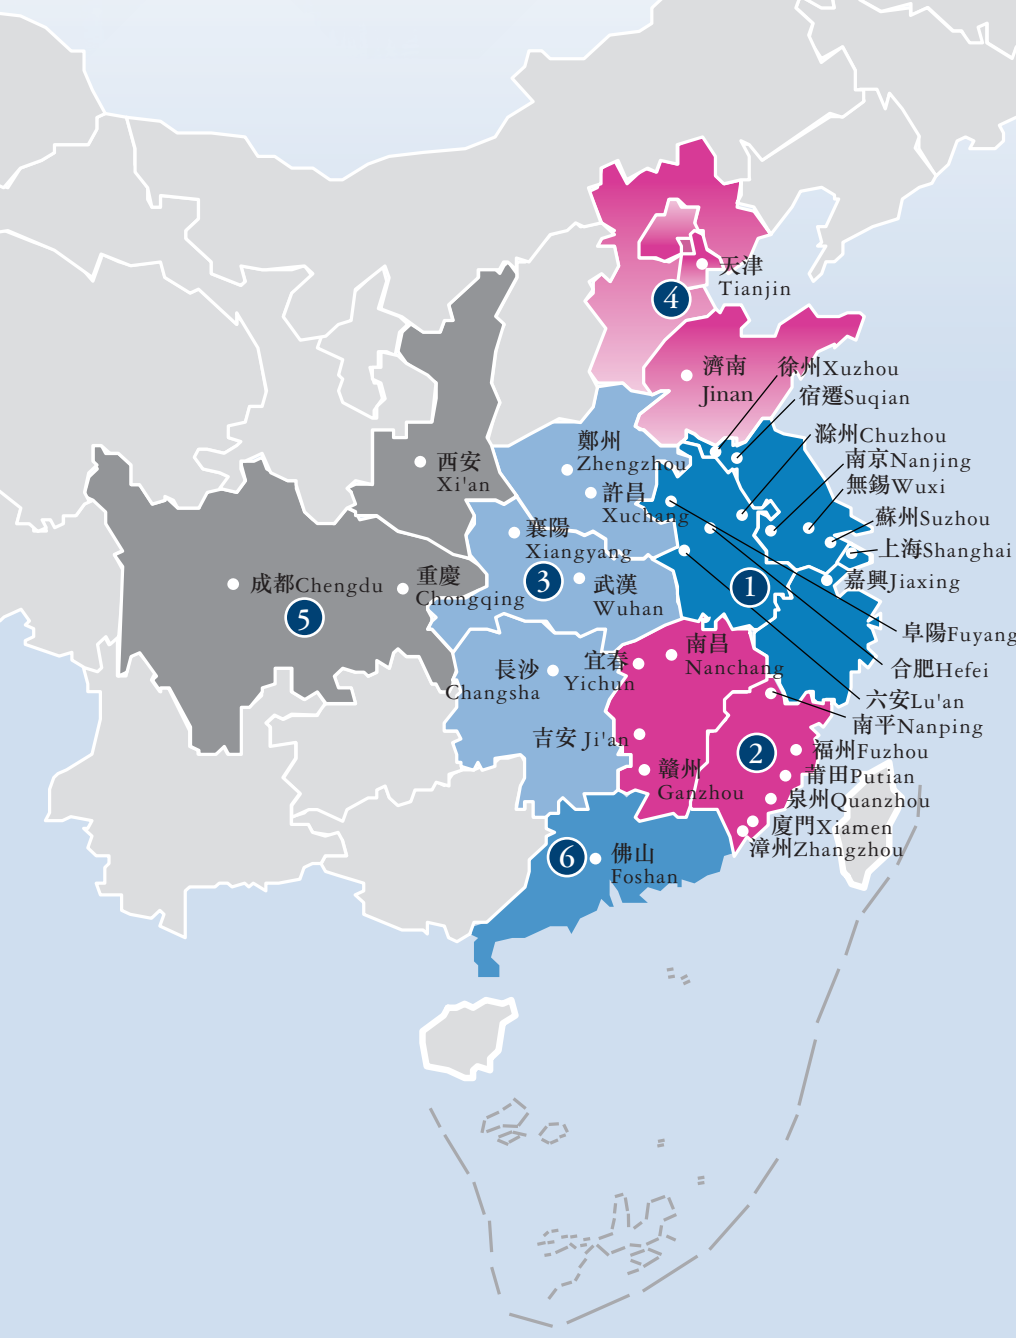 天津
Tianjin
4
濟南
Jinan
徐州Xuzhou
宿遷Suqian
滁州Chuzhou
南京Nanjing
無錫Wuxi
蘇州Suzhou
上海Shanghai
嘉興Jiaxing
鄭州
Zhengzhou
許昌
Xuchang
西安
Xi'an
襄陽
Xiangyang
3
武漢
Wuhan
1
成都Chengdu
重慶
Chongqing
5
阜陽Fuyang
合肥Hefei
六安Lu'an
南平Nanping
南昌
Nanchang
宜春
Yichun
長沙
Changsha
吉安 Ji'an
2
贛州
Ganzhou
福州Fuzhou
莆田Putian
泉州Quanzhou
廈門Xiamen
漳州Zhangzhou
6
佛山
Foshan